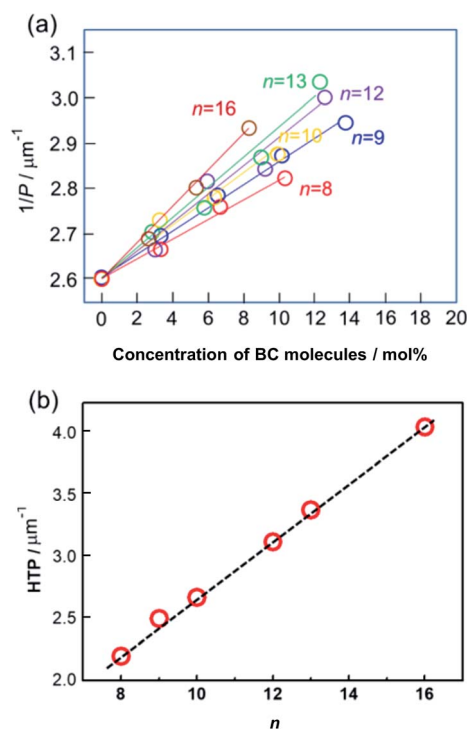 (a)
3.1
3.0
2.9
2.8
2.7
2.6
1/P / μm⁻¹
n=16
n=13
n=12
n=10
n=9
n=8
0 2 4 6 8 10 12 14 16 18 20
Concentration of BC molecules / mol%
(b)
4.0
3.5
3.0
2.5
2.0
HTP / μm⁻¹
8 10 12 14 16
n